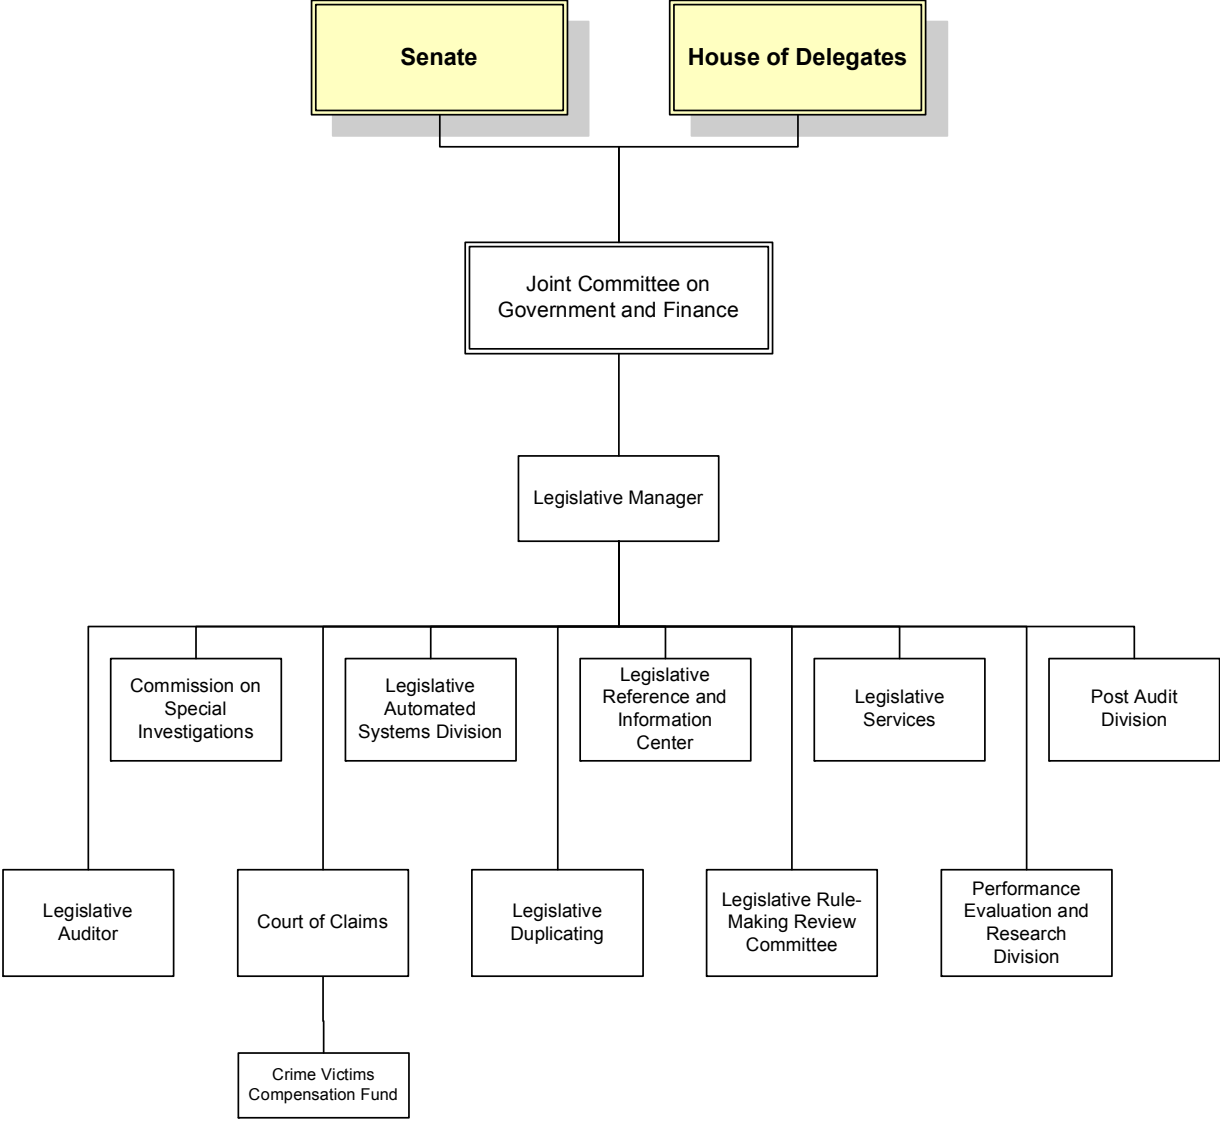 Senate
House of Delegates
Joint Committee on
Government and Finance
Legislative Manager
Commission on
Special
Investigations
Legislative
Automated
Systems Division
Legislative
Reference and
Information
Center
Legislative
Services
Post Audit
Division
Legislative
Auditor
Court of Claims
Legislative
Duplicating
Legislative Rule-
Making Review
Committee
Performance
Evaluation and
Research
Division
Crime Victims
Compensation Fund